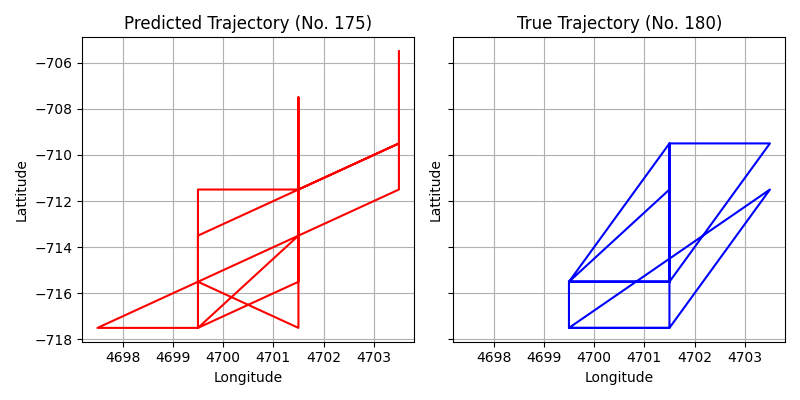 Predicted Trajectory (No. 175)
True Trajectory (No. 180)
Lattitude
−706
−708
−710
−712
−714
−716
−718
4698 4699 4700 4701 4702 4703
Longitude
Lattitude
4698 4699 4700 4701 4702 4703
Longitude